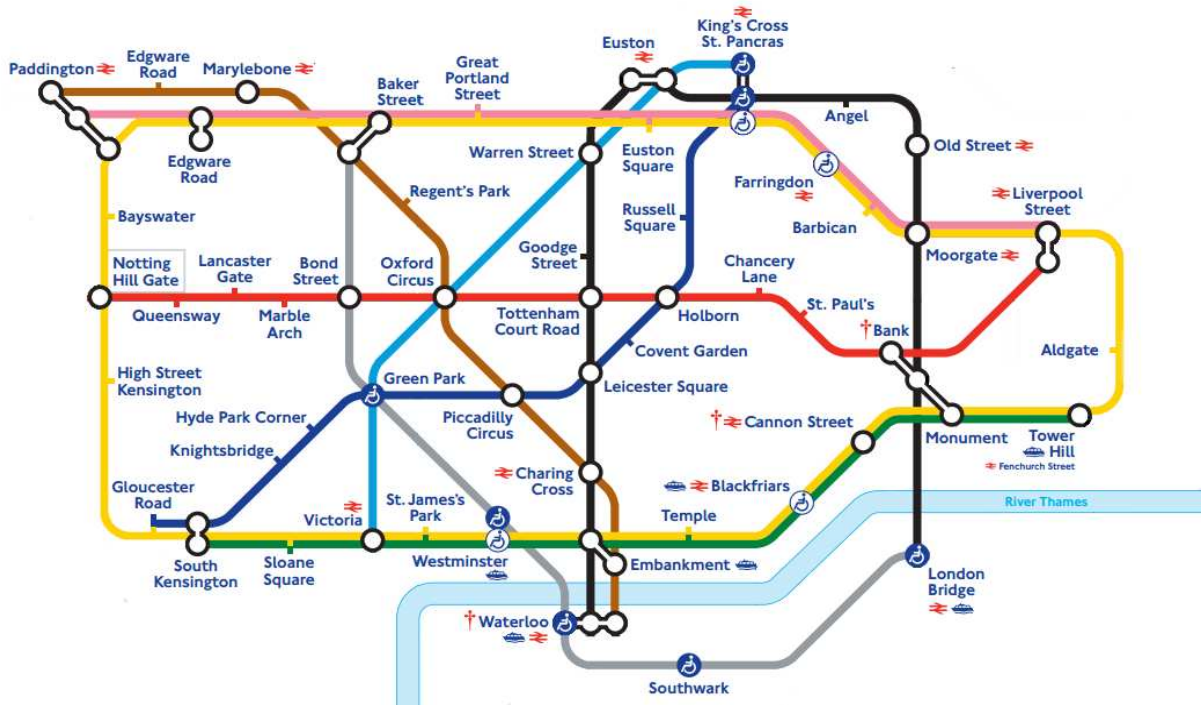 King's Cross
St. Pancras
Euston
Edgware
Road
Paddington
Marylebone
Great
Portland
Street
Baker
Street
Angel
Warren Street
Euston
Square
Old Street
Edgware
Road
Farringdon
Liverpool
Street
Regent's Park
Russell
Square
Barbican
Bayswater
Goodge
Street
Moorgate
Chancery
Lane
Notting
Hill Gate
Lancaster
Gate
Bond
Street
Oxford
Circus
St. Paul's
Queensway
Marble
Arch
Tottenham
Court Road
Holborn
†Bank
Covent Garden
Aldgate
High Street
Kensington
Green Park
Leicester Square
Hyde Park Corner
Piccadilly
Circus
† Cannon Street
Monument
Tower
Hill
Fenchurch Street
Knightsbridge
Charing
Cross
Gloucester
Road
Victoria
St. James's
Park
Blackfriars
River Thames
Temple
South
Kensington
Sloane
Square
Westminster
Embankment
London
Bridge
†Waterloo
Southwark